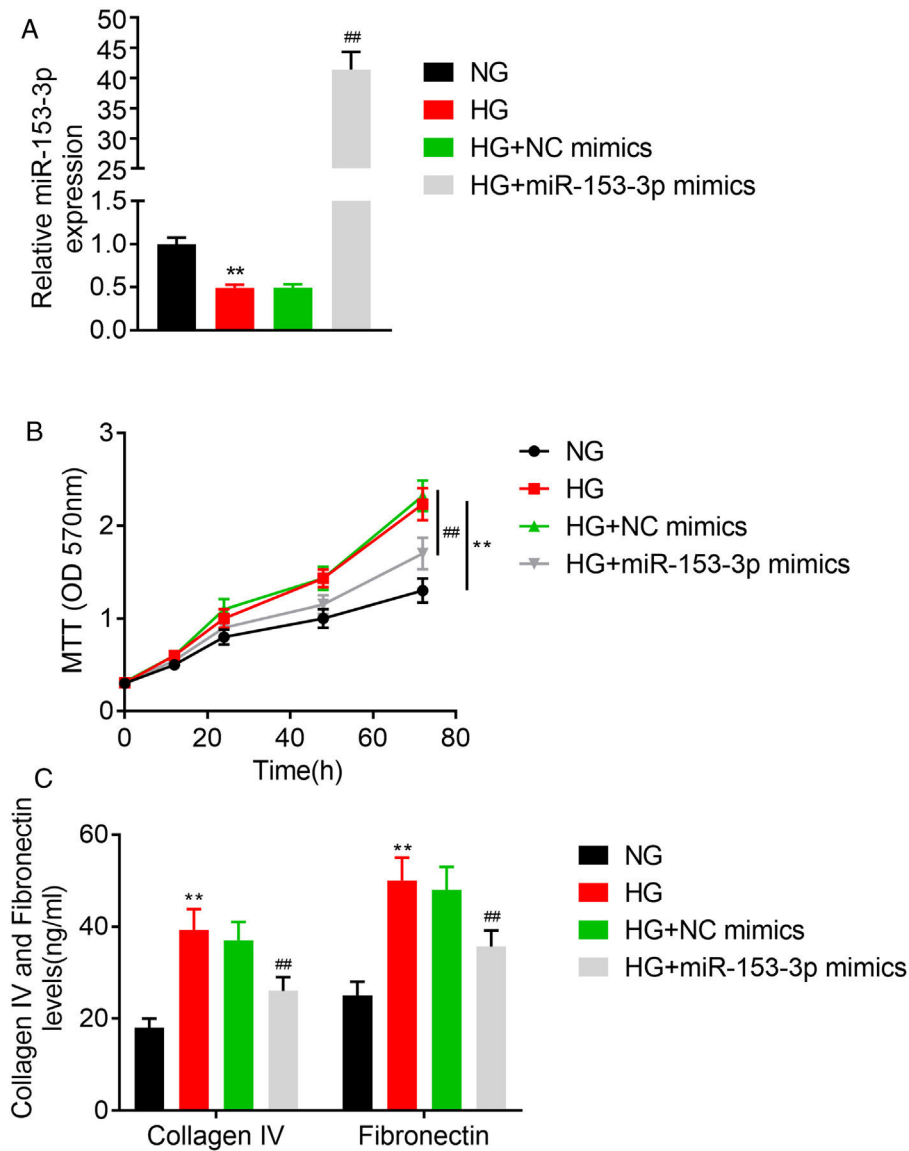 A
Relative miR-153-3p
expression
50
45
40
35
30
25
1.5
1.0
0.5
0.0
**
##
NG
HG
HG+NC mimics
HG+miR-153-3p mimics
B
MTT (OD 570nm)
3
2
1
0
0 20 40 60 80
Time(h)
##
**
NG
HG
HG+NC mimics
HG+miR-153-3p mimics
C
Collagen IV and Fibronectin
levels(ng/ml)
60
40
20
0
**
##
**
##
Collagen IV Fibronectin
NG
HG
HG+NC mimics
HG+miR-153-3p mimics